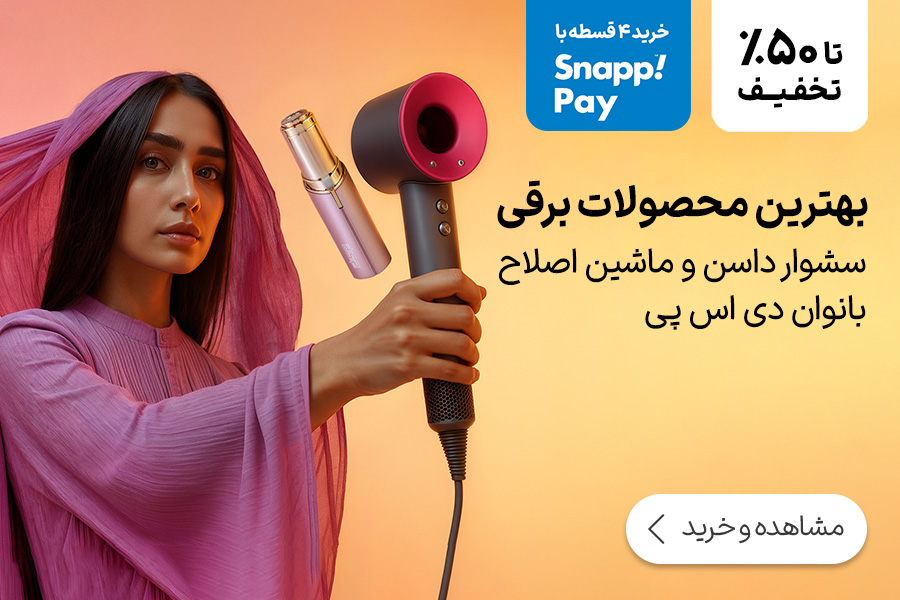 تا ۵۰٪
تخفیف
خرید ۴ قسطه با
Snapp!
Pay
بهترین محصولات برقی
سشوار داسن و ماشین اصلاح
بانوان دی اس پی
مشاهده و خرید